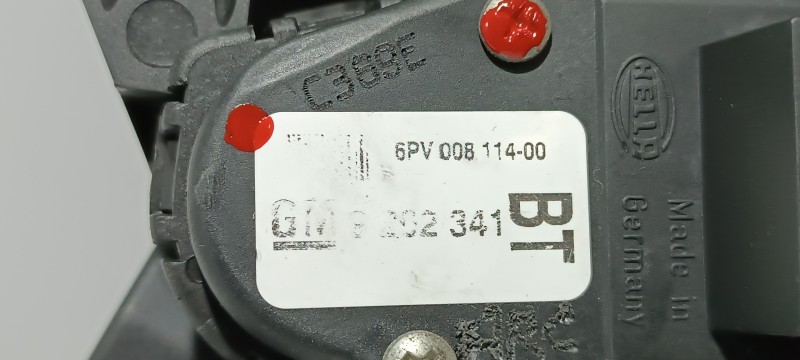 C369E
6PV 008 114-00
GM 9 202 341
BT
HELLA
Made in
Germany